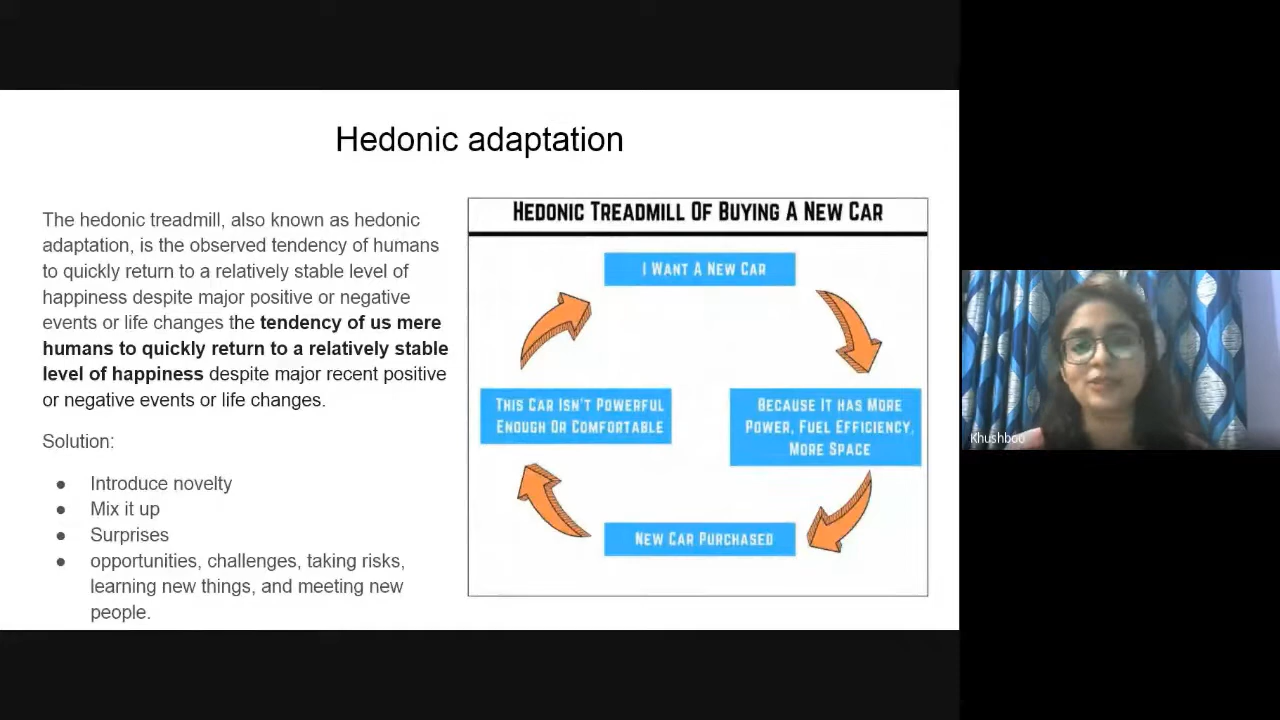 Hedonic adaptation
The hedonic treadmill, also known as hedonic
adaptation, is the observed tendency of humans
to quickly return to a relatively stable level of
happiness despite major positive or negative
events or life changes the tendency of us mere
humans to quickly return to a relatively stable
level of happiness despite major recent positive
or negative events or life changes.
Solution:
● Introduce novelty
● Mix it up
● Surprises
● opportunities, challenges, taking risks,
learning new things, and meeting new
people.
HEDONIC TREADMILL OF BUYING A NEW CAR
I WANT A NEW CAR
BECAUSE IT HAS MORE
POWER, FUEL EFFICIENCY,
MORE SPACE
NEW CAR PURCHASED
THIS CAR ISN'T POWERFUL
ENOUGH OR COMFORTABLE
Khushboo